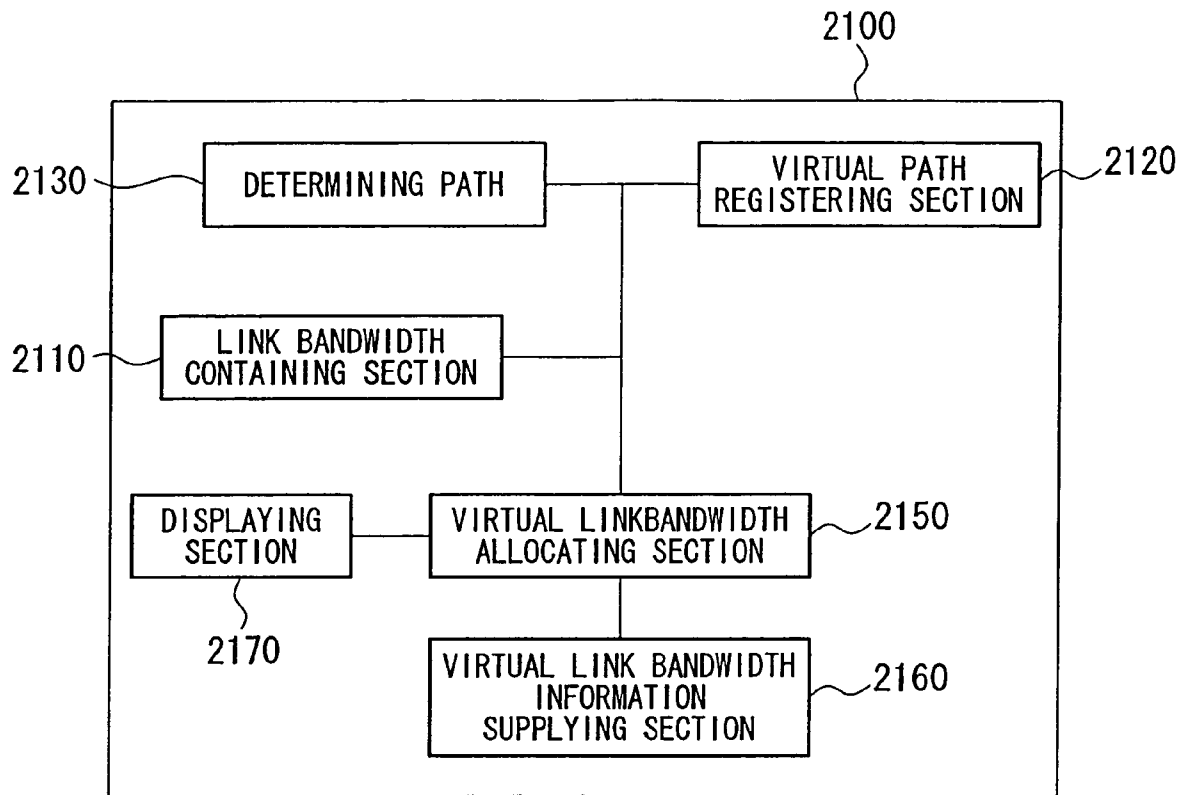 2100
2130
DETERMINING PATH
VIRTUAL PATH
REGISTERING SECTION
2120
2110
LINK BANDWIDTH
CONTAINING SECTION
DISPLAYING
SECTION
2170
VIRTUAL LINKBANDWIDTH
ALLOCATING SECTION
2150
VIRTUAL LINK BANDWIDTH
INFORMATION
SUPPLYING SECTION
2160